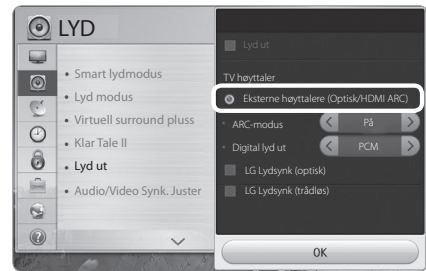 LYD
Smart lydmodus
Lyd modus
Virtuell surround pluss
Klar Tale II
Lyd ut
Audio/Video Synk. Juster
Lyd ut
TV høyttaler
Eksterne høyttalere (Optisk/HDMI ARC)
ARC-modus
På
Digital lyd ut
PCM
LG Lydsynk (optisk)
LG Lydsynk (trådløs)
OK